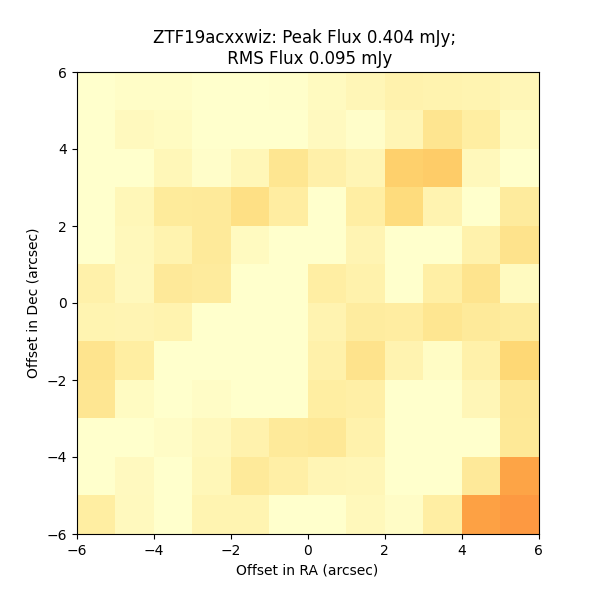 ZTF19acxxwiz: Peak Flux 0.404 mJy;
RMS Flux 0.095 mJy
6
4
2
0
−2
−4
−6
Offset in Dec (arcsec)
−6 −4 −2 0 2 4 6
Offset in RA (arcsec)